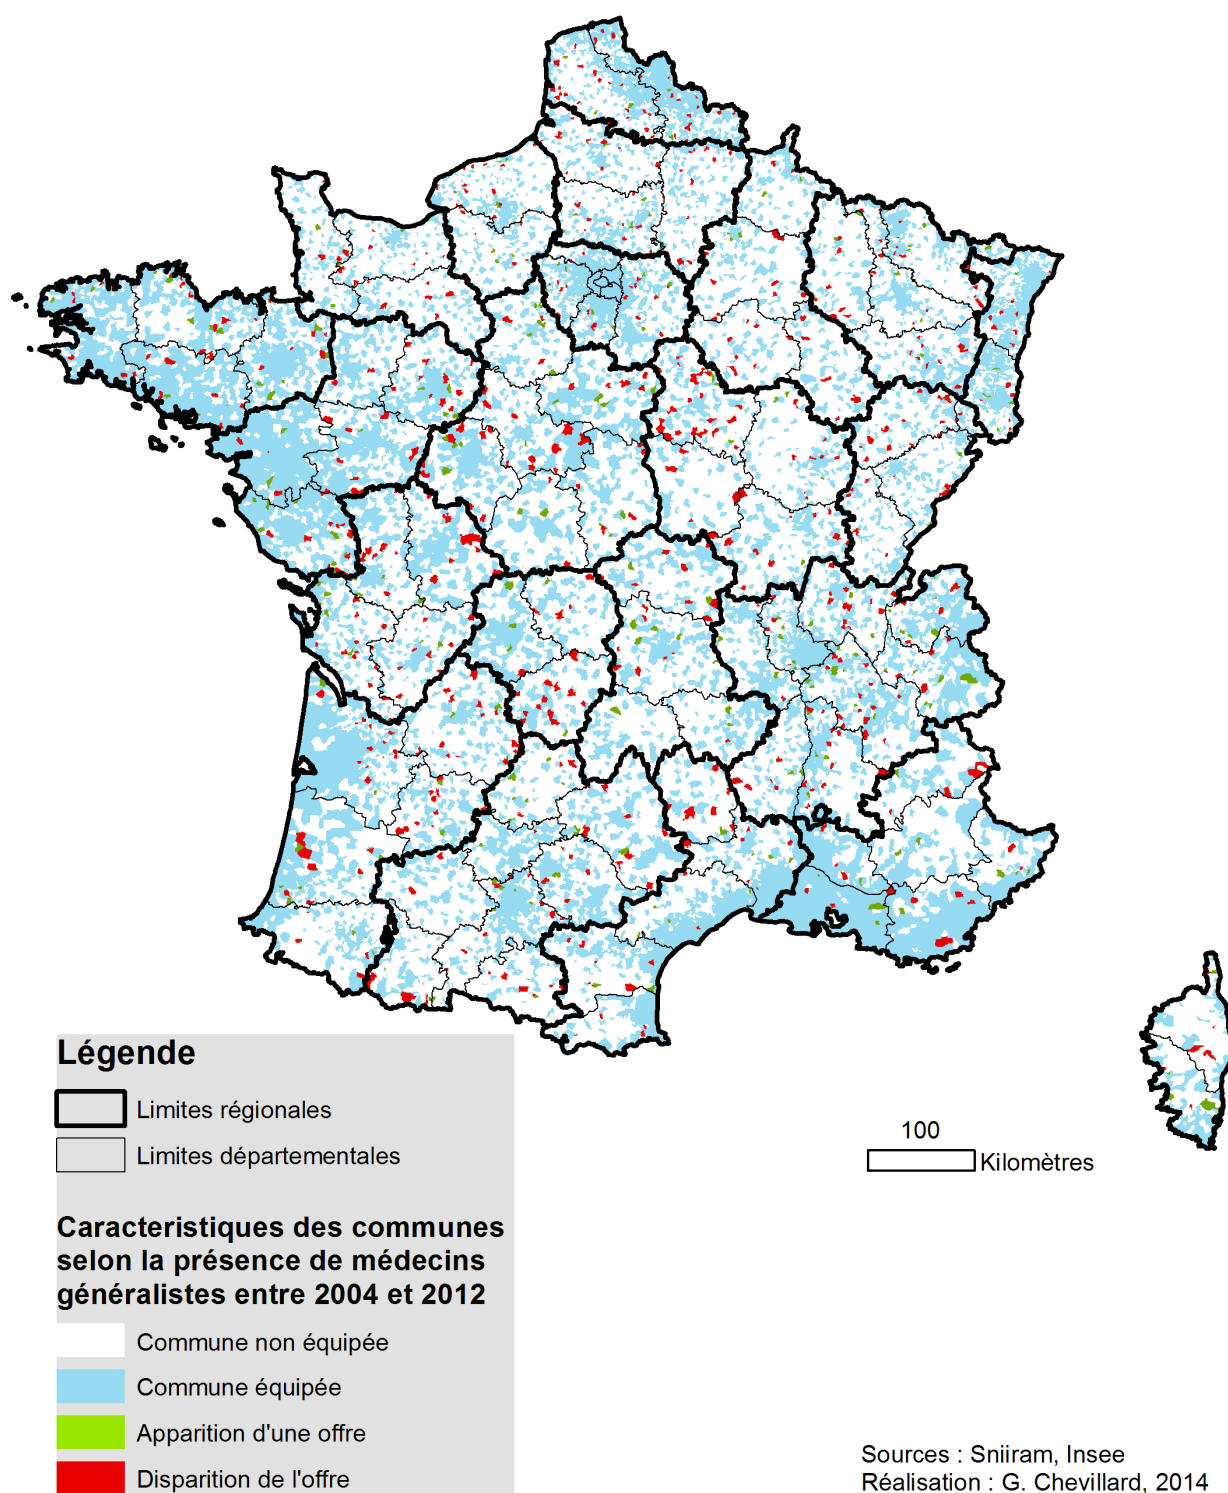 Légende
Limites régionales
Limites départementales
Caracteristiques des communes
selon la présence de médecins
généralistes entre 2004 et 2012
Commune non équipée
Commune équipée
Apparition d'une offre
Disparition de l'offre
100
Kilomètres
Sources : Sniiram, Insee
Réalisation : G. Chevillard, 2014